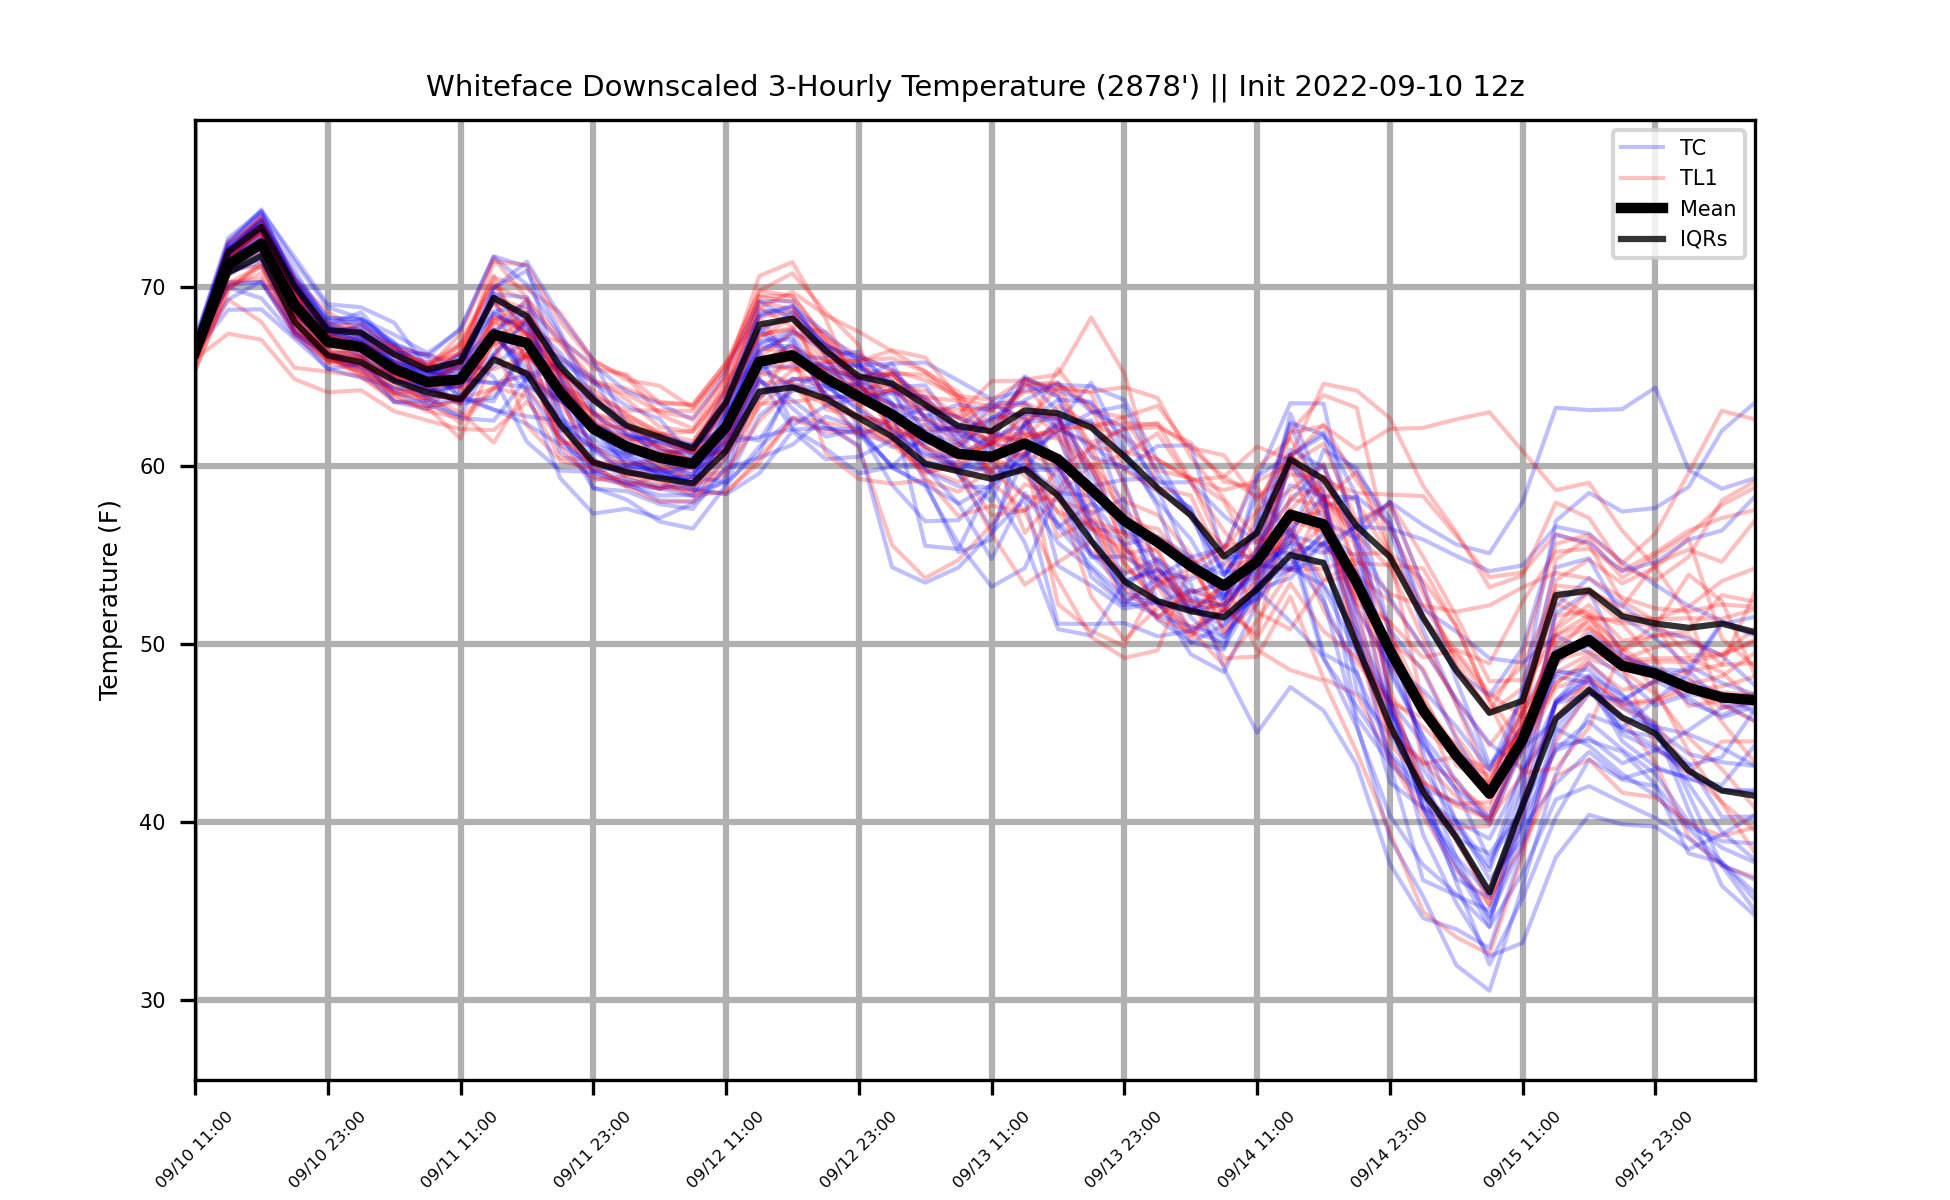 Whiteface Downscaled 3-Hourly Temperature (2878') || Init 2022-09-10 12z
TC
TL1
Mean
IQRs
Temperature (F)
70
60
50
40
30
09/10 11:00
09/10 23:00
09/11 11:00
09/11 23:00
09/12 11:00
09/12 23:00
09/13 11:00
09/13 23:00
09/14 11:00
09/14 23:00
09/15 11:00
09/15 23:00